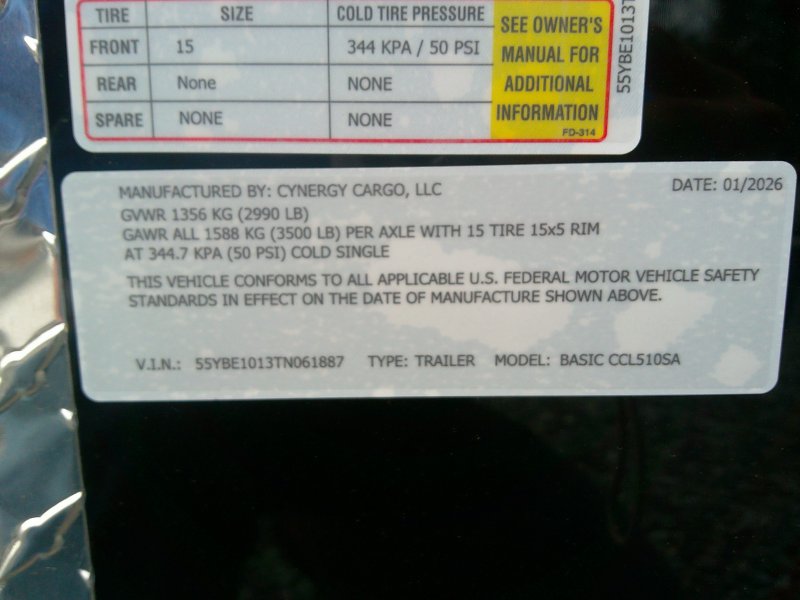 TIRE SIZE COLD TIRE PRESSURE
FRONT 15 344 KPA / 50 PSI
REAR None NONE
SPARE NONE NONE
SEE OWNER'S
MANUAL FOR
ADDITIONAL
INFORMATION
FD-314
55YBE1013T
MANUFACTURED BY: CYNERGY CARGO, LLC DATE: 01/2026
GVWR 1356 KG (2990 LB)
GAWR ALL 1588 KG (3500 LB) PER AXLE WITH 15 TIRE 15x5 RIM
AT 344.7 KPA (50 PSI) COLD SINGLE
THIS VEHICLE CONFORMS TO ALL APPLICABLE U.S. FEDERAL MOTOR VEHICLE SAFETY
STANDARDS IN EFFECT ON THE DATE OF MANUFACTURE SHOWN ABOVE.
V.I.N.: 55YBE1013TN061887 TYPE: TRAILER MODEL: BASIC CCL510SA